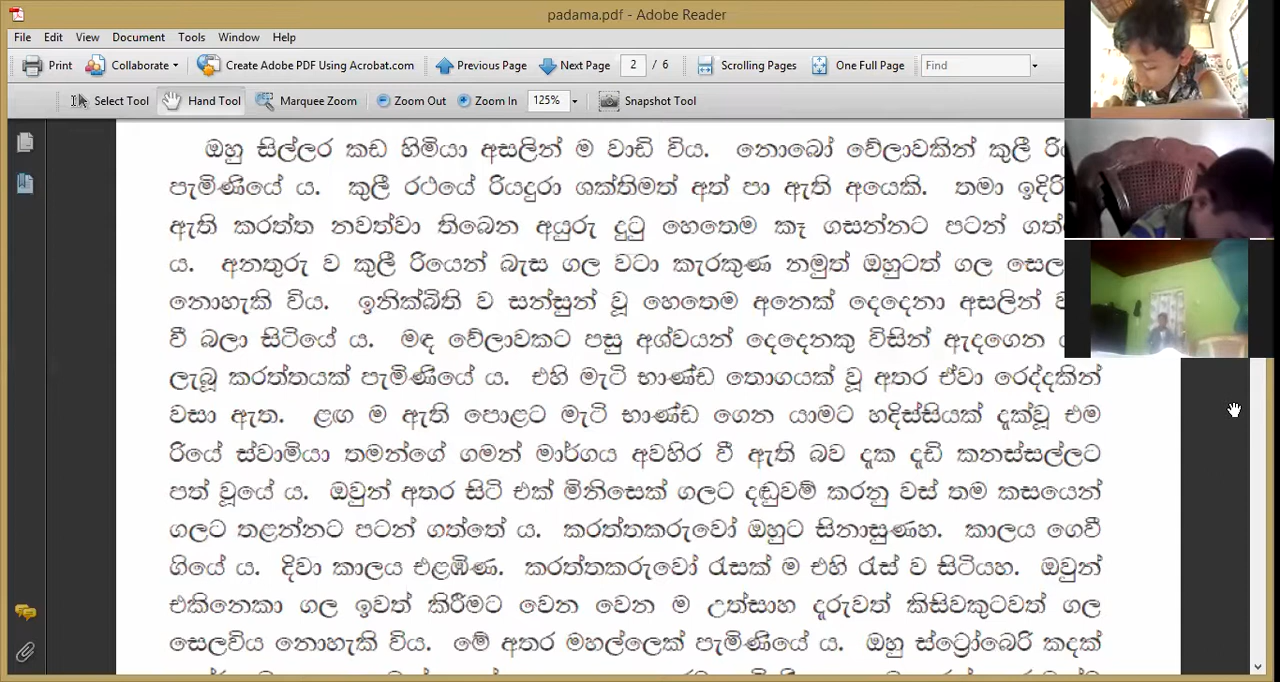 padama.pdf - Adobe Reader
File Edit View Document Tools Window Help
Print Collaborate Create Adobe PDF Using Acrobat.com Previous Page Next Page 2 / 6 Scrolling Pages One Full Page Find
Select Tool Hand Tool Marquee Zoom Zoom Out Zoom In 125% Snapshot Tool
ඔහු සිල්ලර කඩ හිමියා අසලින් ම වාඩි විය. නොබෝ වේලාවකින් කුලී
පැමිණියේ ය. කුලී රථයේ රියදුරා ශක්තිමත් අත් පා ඇති අයෙකි. තමා
ඇති කරත්ත නවත්වා තිබෙන අයුරු දුටු හෙතෙම කෑ ගසන්නට පටන්
ය. අනතුරු ව කුලී රියෙන් බැස ගල වටා කැරකුණ නමුත් ඔහුටත් ගල
නොහැකි විය. ඉනික්බිති ව සන්සුන් වූ හෙතෙම අනෙක් දෙදෙනා අසලින්
වී බලා සිටියේ ය. මඳ වේලාවකට පසු අශ්වයන් දෙදෙනකු විසින් ඇදගෙන
ලැබූ කරත්තයක් පැමිණියේ ය. එහි මැටි භාණ්ඩ තොගයක් වූ අතර ඒවා රෙද්දකින්
වසා ඇත. ළඟ ම ඇති පොළට මැටි භාණ්ඩ ගෙන යාමට හදිස්සියක් දැක්වූ එම
රියේ ස්වාමියා තමන්ගේ ගමන් මාර්ගය අවහිර වී ඇති බව දැක දැඩි කනස්සල්ලට
පත් වූයේ ය. ඔවුන් අතර සිටි එක් මිනිසෙක් ගලට දඬුවම් කරනු වස් තම කසයෙන්
ගලට තළන්නට පටන් ගත්තේ ය. කරත්තකරුවෝ ඔහුට සිනාසුණහ. කාලය ගෙවී
ගියේ ය. දිවා කාලය එළඹිණ. කරත්තකරුවෝ රැසක් ම එහි රැස් ව සිටියහ. ඔවුන්
එකිනෙකා ගල ඉවත් කිරීමට වෙන වෙන ම උත්සාහ දැරුවත් කිසිවකුටවත් ගල
සෙලවිය නොහැකි විය. මේ අතර මහල්ලෙක් පැමිණියේ ය. ඔහු ස්ට්‍රෝබෙරි කදක්